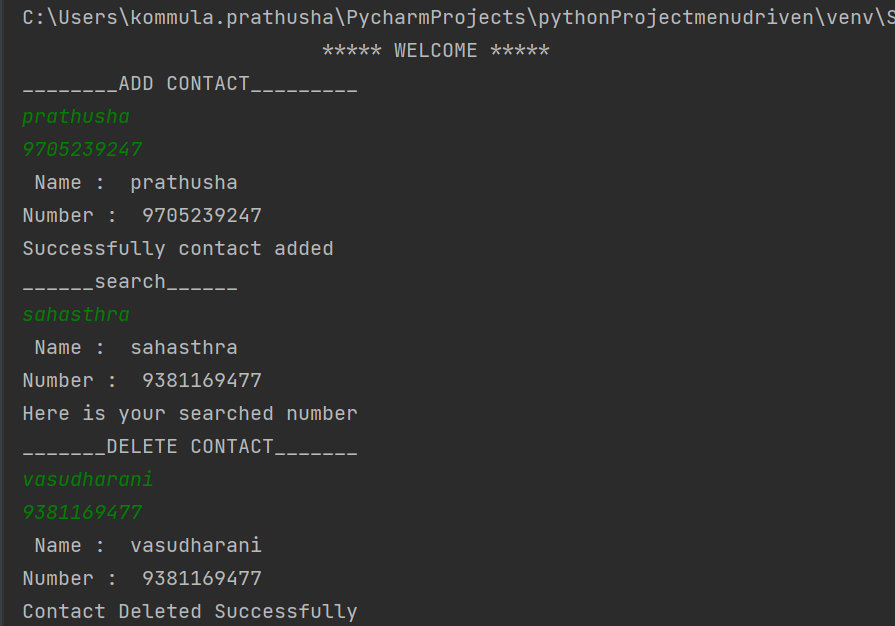 C:\Users\kommula.prathusha\PycharmProjects\pythonProjectmenudriven\venv\S
***** WELCOME *****
________ADD CONTACT_________
prathusha
9705239247
Name :  prathusha
Number :  9705239247
Successfully contact added
______search______
sahasthra
Name :  sahasthra
Number :  9381169477
Here is your searched number
_______DELETE CONTACT_______
vasudharani
9381169477
Name :  vasudharani
Number :  9381169477
Contact Deleted Successfully